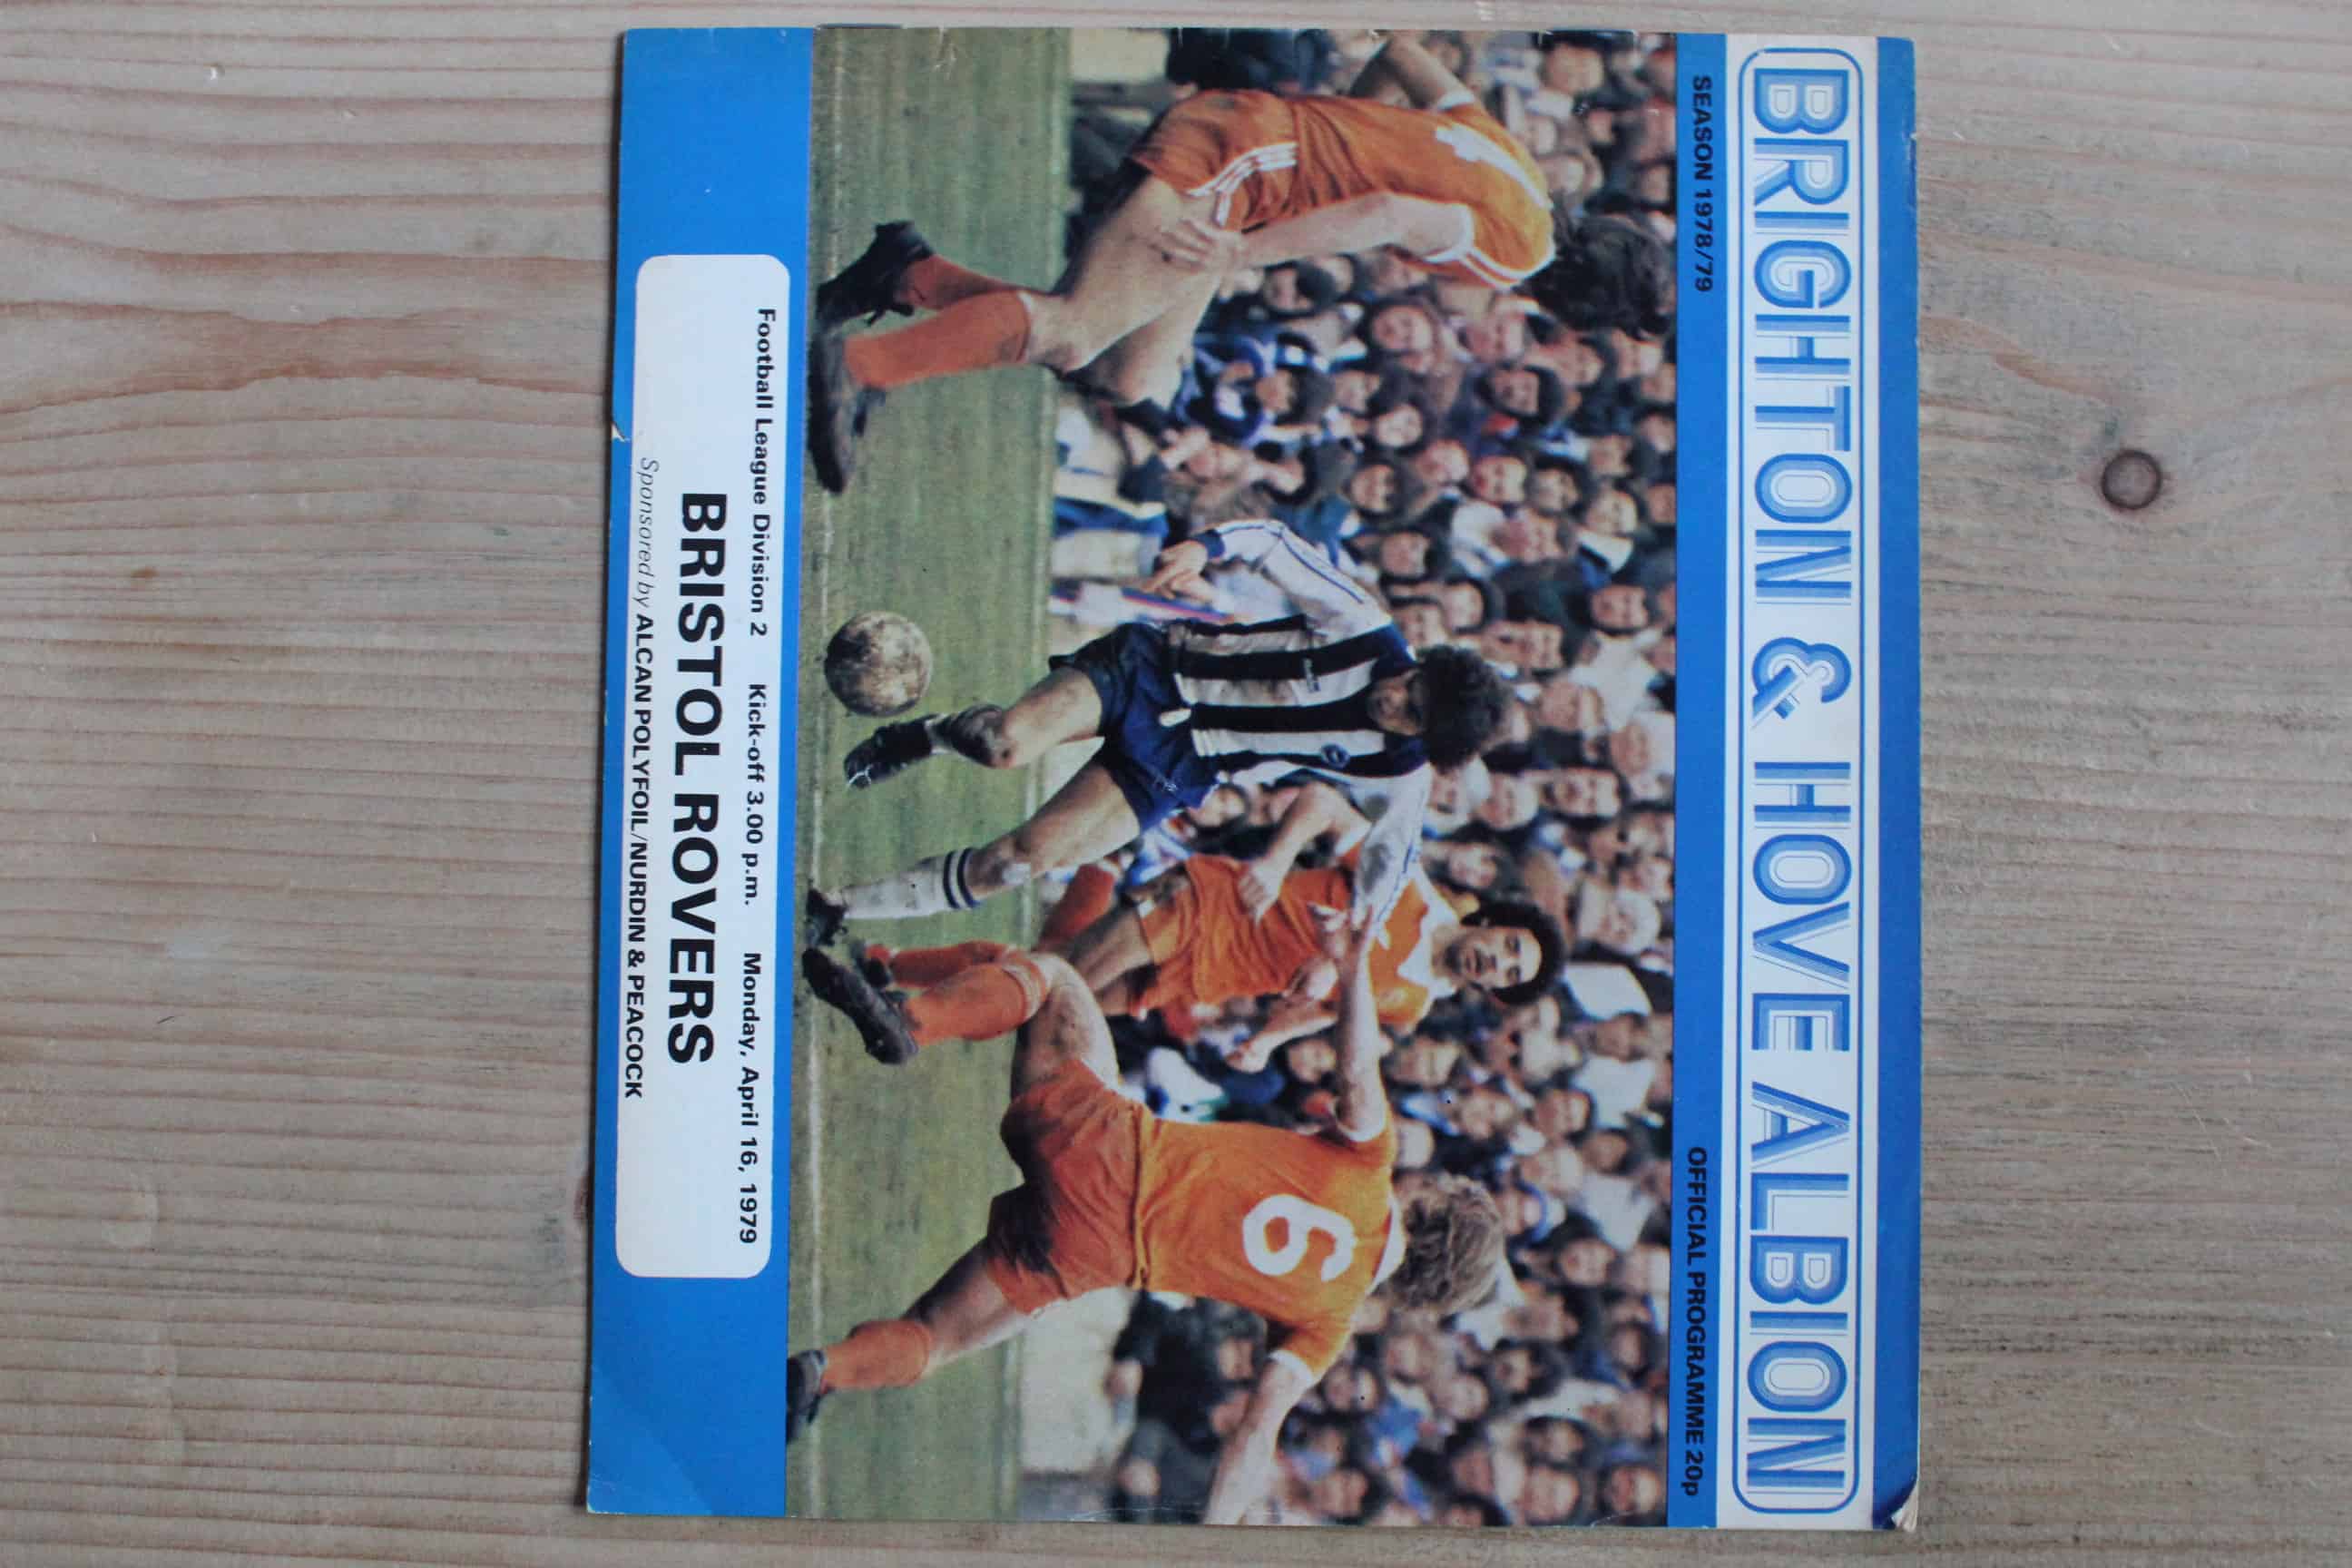 BRIGHTON & HOVE ALBION
SEASON 1978/79 OFFICIAL PROGRAMME 20p
6
Football League Division 2 Kick-off 3.00 p.m. Monday, April 16, 1979
BRISTOL ROVERS
Sponsored by ALCAN POLYFOIL/NURDIN & PEACOCK